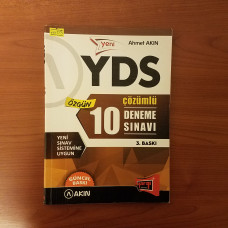 yeni
Ahmet AKIN
YDS
ÖZGÜN
10
çözümlü
DENEME
SINAVI
3. BASKI
YENİ
SINAV
SİSTEMİNE
UYGUN
GÜNCEL
BASKI
AKIN